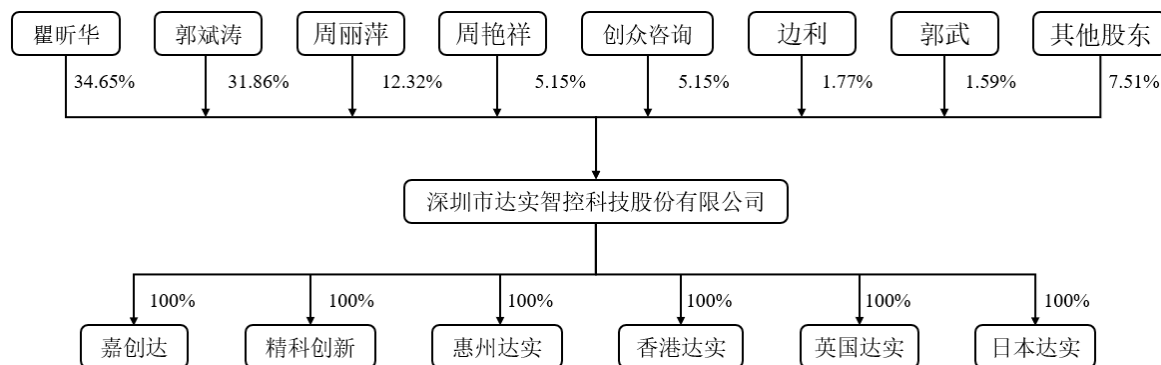 瞿昕华
郭斌涛
周丽萍
周艳祥
创众咨询
边利
郭武
其他股东
34.65%
31.86%
12.32%
5.15%
5.15%
1.77%
1.59%
7.51%
深圳市达实智控科技股份有限公司
100%
100%
100%
100%
100%
100%
嘉创达
精科创新
惠州达实
香港达实
英国达实
日本达实